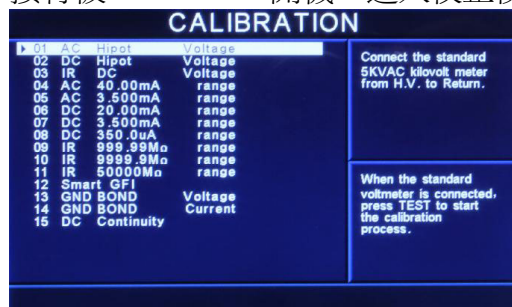 CALIBRATION
01 AC Hipot Voltage
02 DC Hipot Voltage
03 IR DC Voltage
04 AC 40.00mA range
05 AC 3.500mA range
06 DC 20.00mA range
07 DC 3.500mA range
08 DC 350.0uA range
09 IR 999.99MΩ range
10 IR 9999.9MΩ range
11 IR 50000MΩ range
12 Smart GFI
13 GND BOND Voltage
14 GND BOND Current
15 DC Continuity
Connect the standard
5KVAC kilovolt meter
from H.V. to Return.
When the standard
voltmeter is connected,
press TEST to start
the calibration
process.